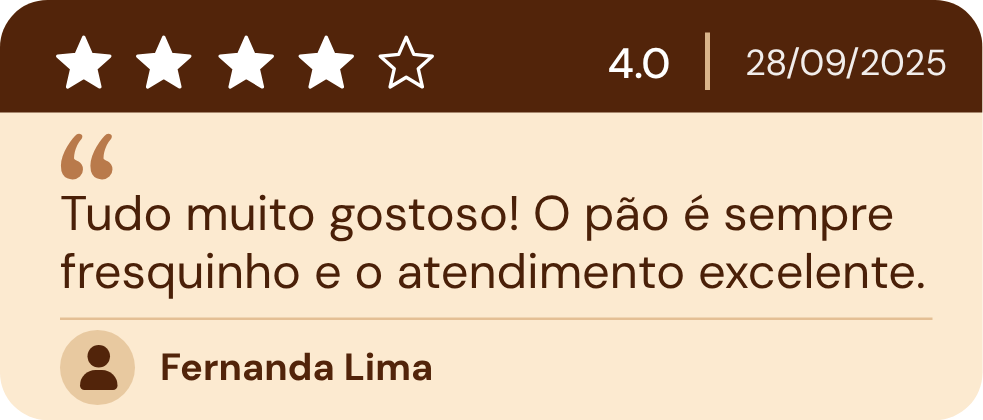 4.0 | 28/09/2025
“
Tudo muito gostoso! O pão é sempre
fresquinho e o atendimento excelente.
Fernanda Lima